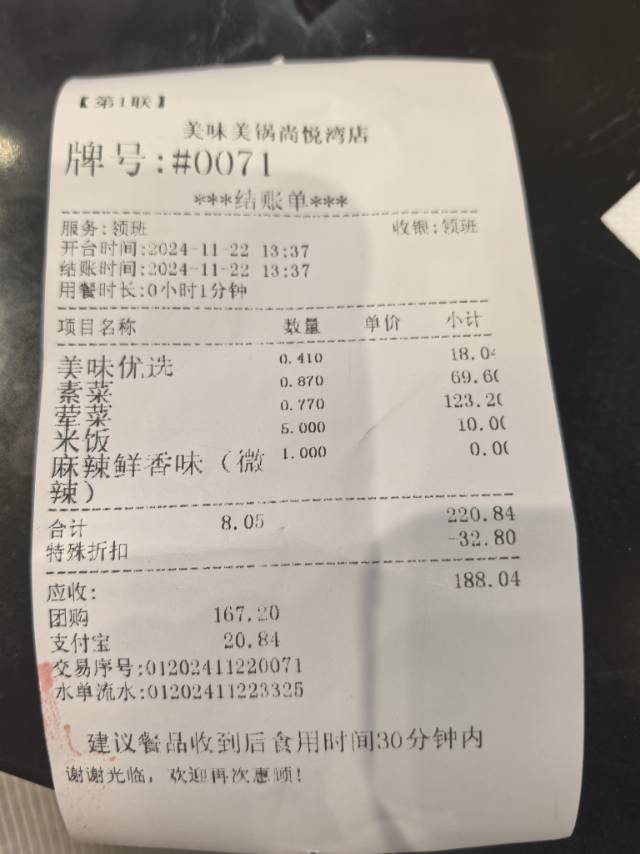 【第1联】
美味美锅尚悦湾店
牌号:#0071
***结账单***
服务:领班 收银:领班
开台时间:2024-11-22 13:37
结账时间:2024-11-22 13:37
用餐时长:0小时1分钟
项目名称 数量 单价 小计
美味优选 0.410 18.04
素菜 0.870 69.60
荤菜 0.770 123.20
米饭 5.000 10.00
麻辣鲜香味（微 1.000 0.00
辣）
合计 8.05 220.84
特殊折扣 -32.80
应收: 188.04
团购 167.20
支付宝 20.84
交易序号:01202411220071
水单流水:01202411223325
建议餐品收到后食用时间30分钟内
谢谢光临，欢迎再次惠顾!